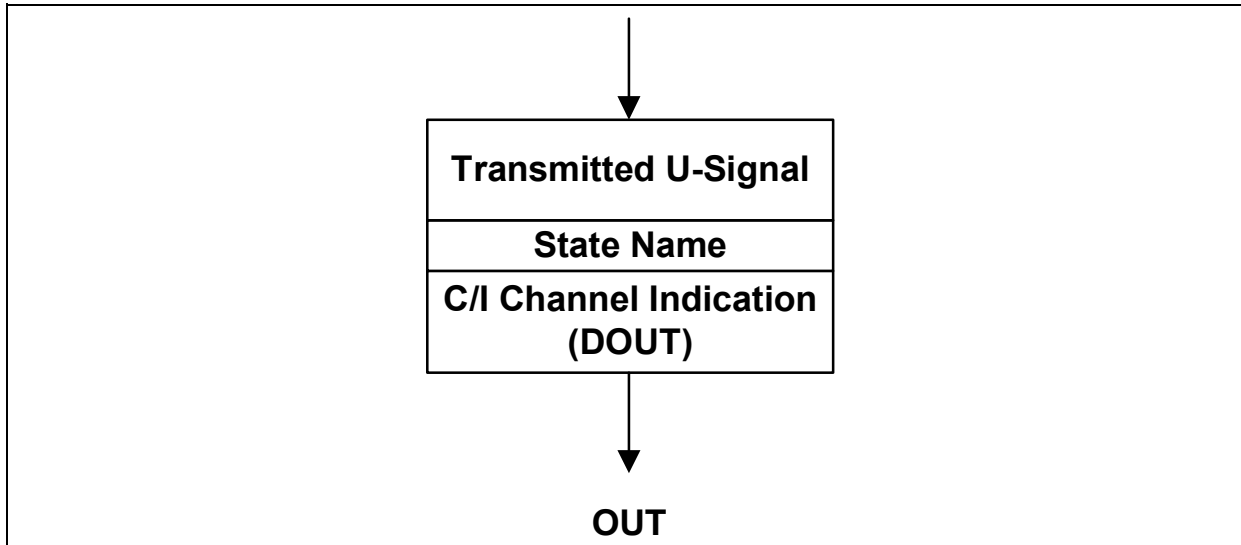 Transmitted U-Signal
State Name
C/I Channel Indication
(DOUT)
OUT